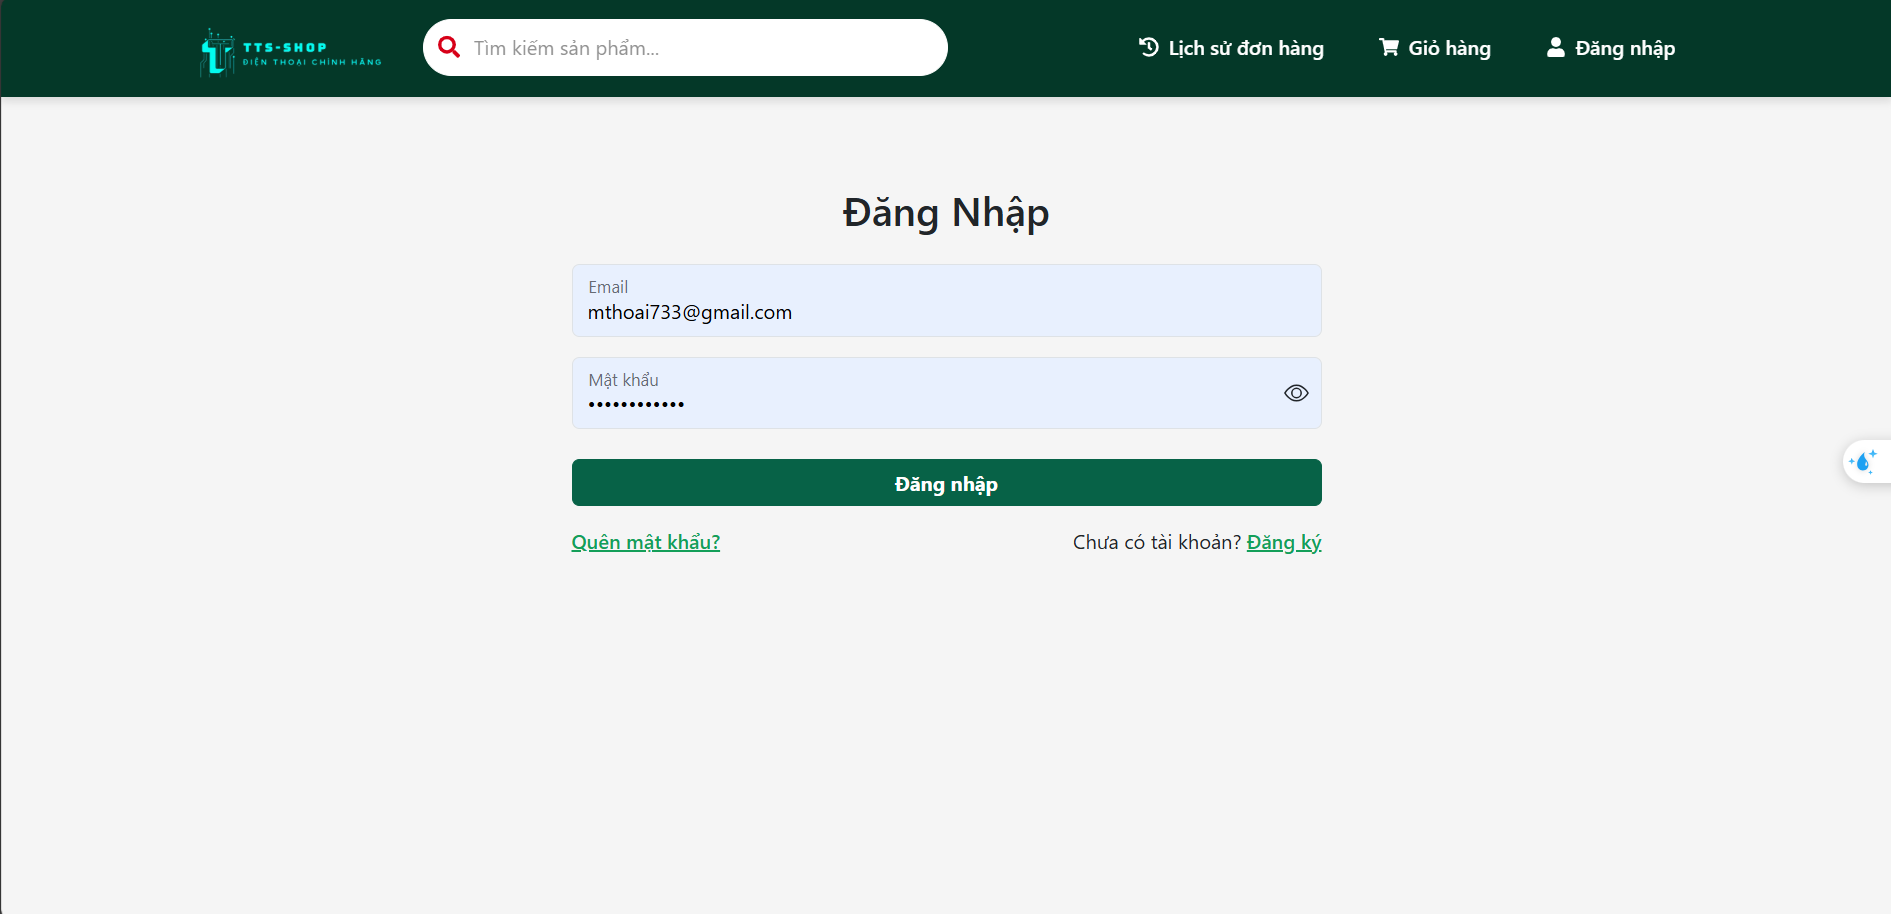 TTS-SHOP
ĐIỆN THOẠI CHÍNH HÃNG
Tìm kiếm sản phẩm...
Lịch sử đơn hàng
Giỏ hàng
Đăng nhập
Đăng Nhập
Email
mthoai733@gmail.com
Mật khẩu
••••••••••••
Đăng nhập
Quên mật khẩu?
Chưa có tài khoản? Đăng ký